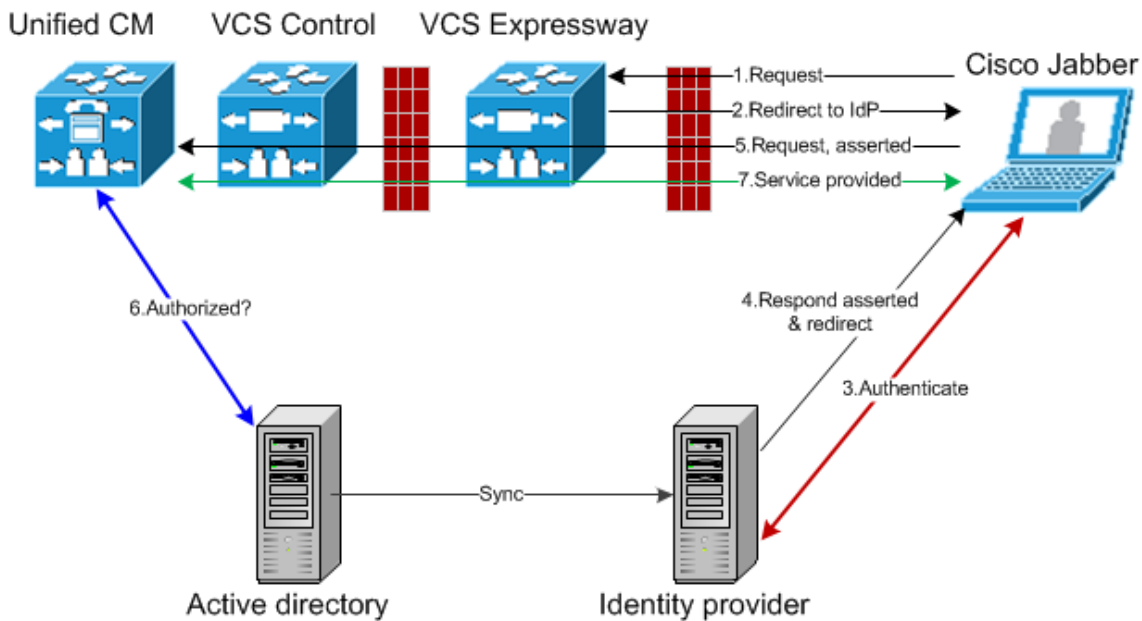 Unified CM
VCS Control
VCS Expressway
Cisco Jabber
1.Request
2.Redirect to IdP
5.Request, asserted
7.Service provided
6.Authorized?
4.Respond asserted
& redirect
3.Authenticate
Sync
Active directory
Identity provider